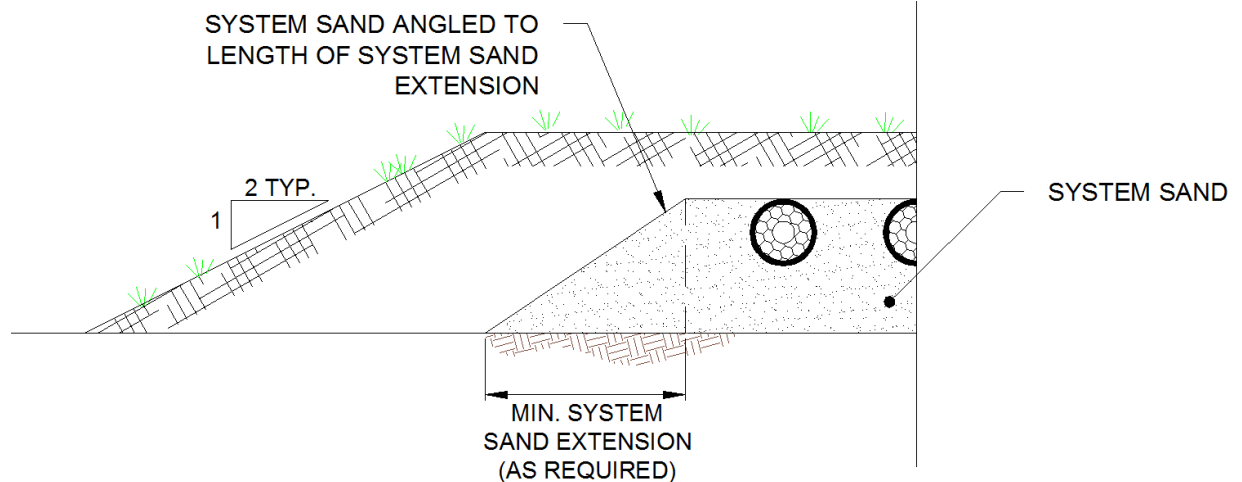 SYSTEM SAND ANGLED TO
LENGTH OF SYSTEM SAND
EXTENSION
2 TYP.
1
SYSTEM SAND
MIN. SYSTEM
SAND EXTENSION
(AS REQUIRED)